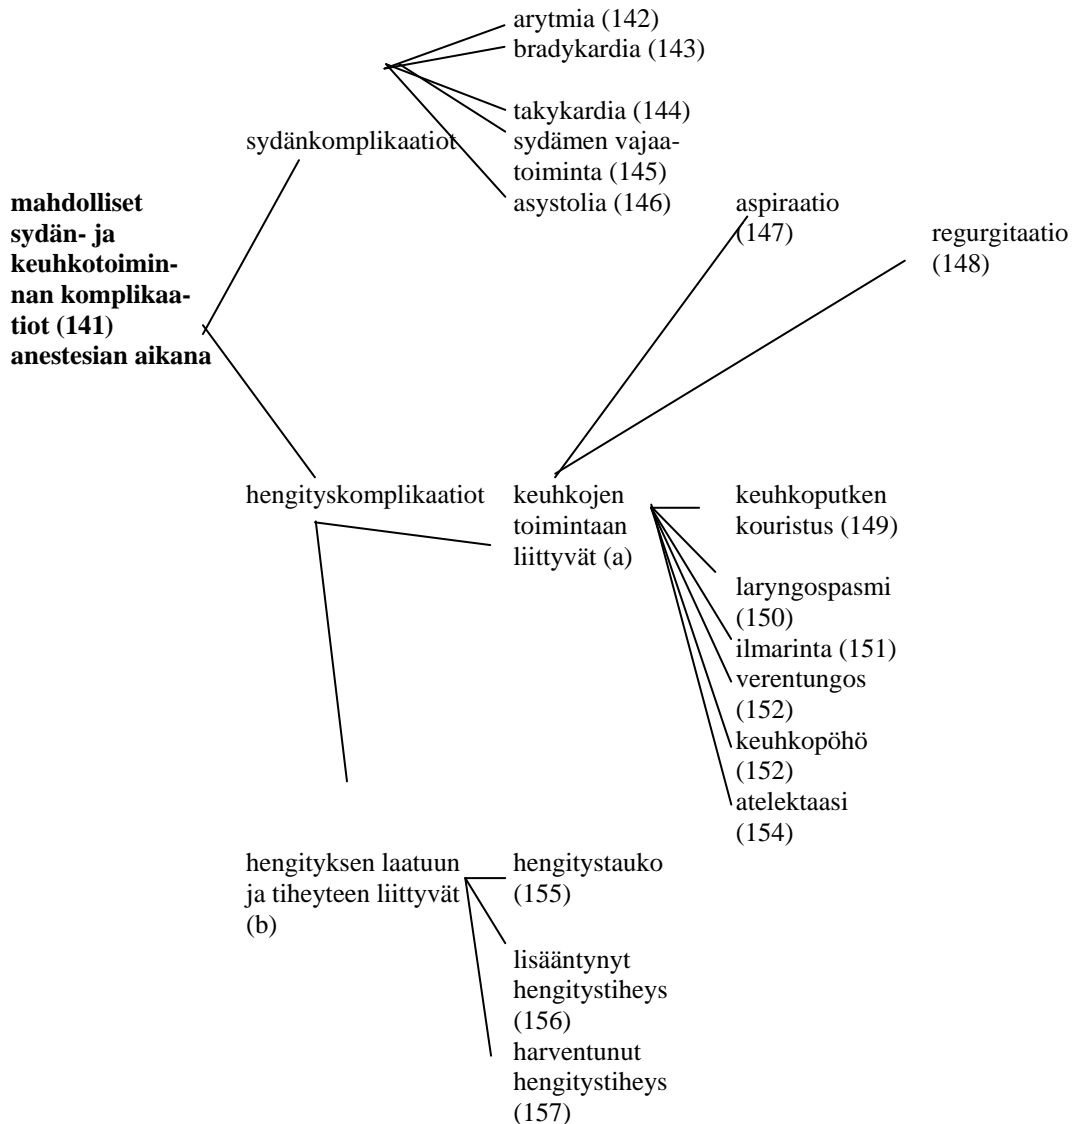 arytmia (142)
bradykardia (143)
takykardia (144)
sydänkomplikaatiot
sydämen vajaa-
toiminta (145)
asystolia (146)
mahdolliset
sydän- ja
keuhkotoimin-
nan komplikaa-
tiot (141)
anestesian aikana
aspiraatio
(147)
regurgitaatio
(148)
hengityskomplikaatiot
keuhkojen
toimintaan
liittyvät (a)
keuhkoputken
kouristus (149)
laryngospasmi
(150)
ilmarinta (151)
verentungos
(152)
keuhkopöhö
(152)
atelektaasi
(154)
hengityksen laatuun
ja tiheyteen liittyvät
(b)
hengitystauko
(155)
lisääntynyt
hengitystiheys
(156)
harventunut
hengitystiheys
(157)